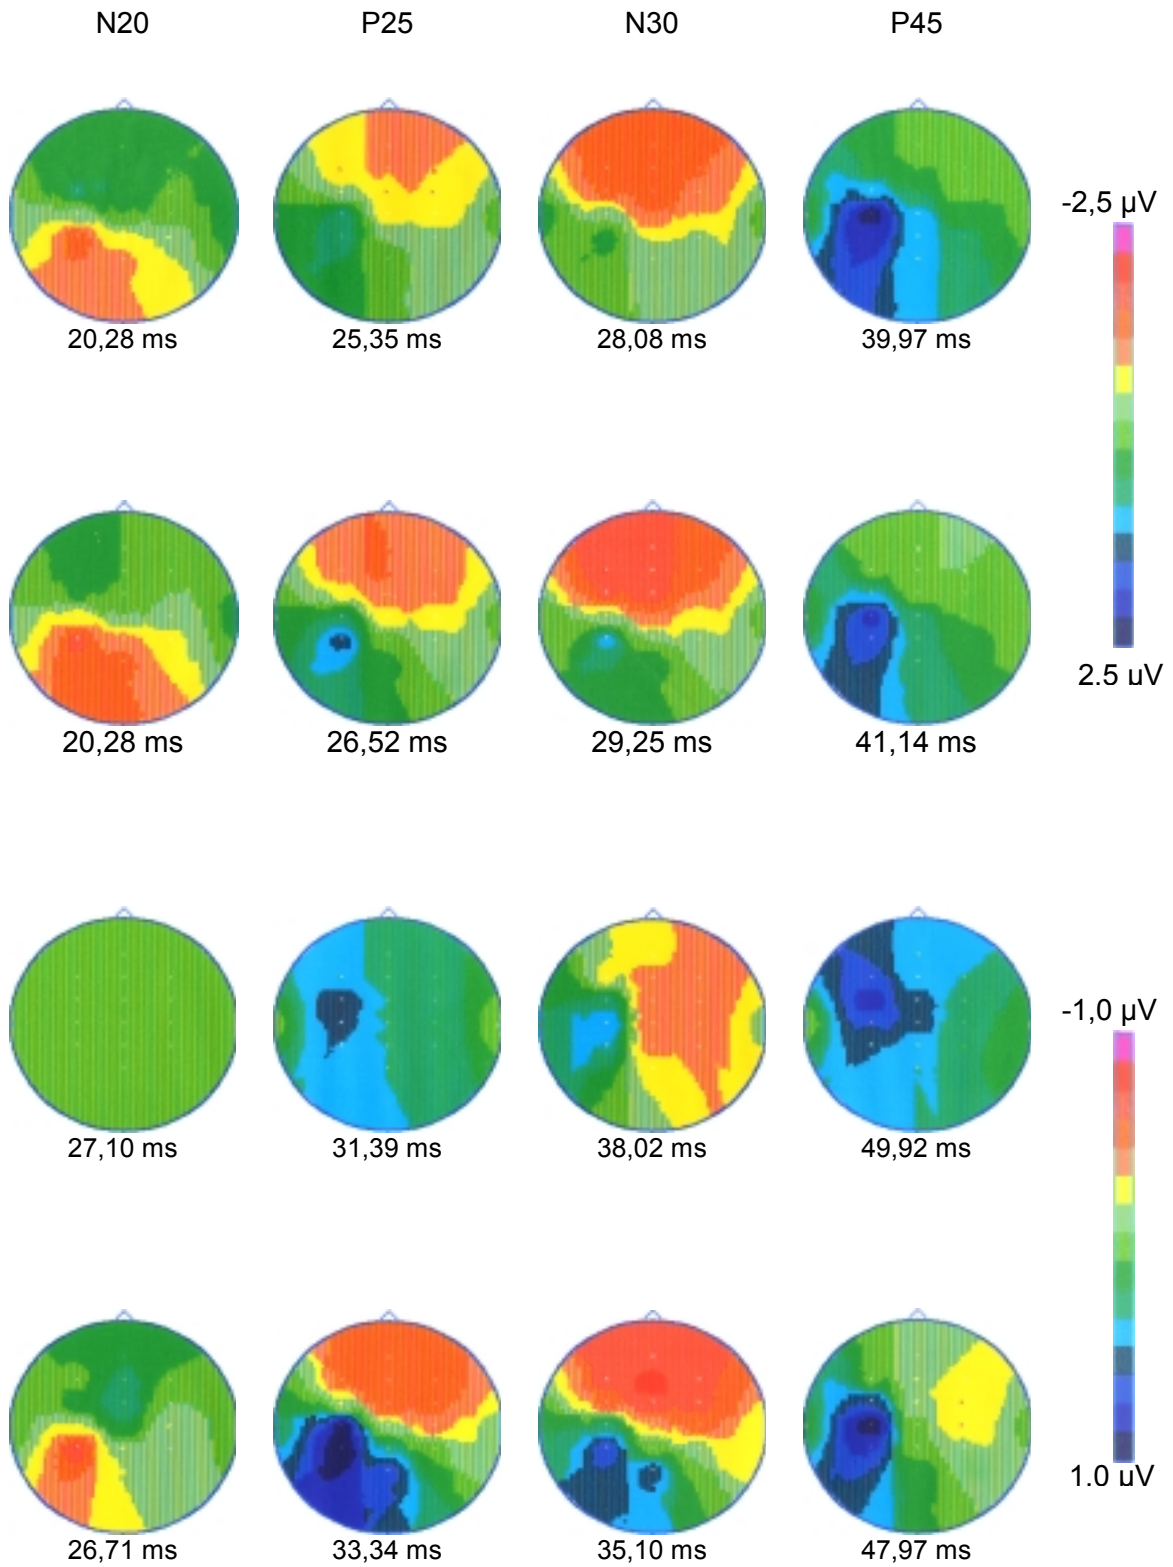 N20 P25 N30 P45
-2,5 µV
20,28 ms 25,35 ms 28,08 ms 39,97 ms
2.5 µV
20,28 ms 26,52 ms 29,25 ms 41,14 ms
-1,0 µV
27,10 ms 31,39 ms 38,02 ms 49,92 ms
1.0 µV
26,71 ms 33,34 ms 35,10 ms 47,97 ms